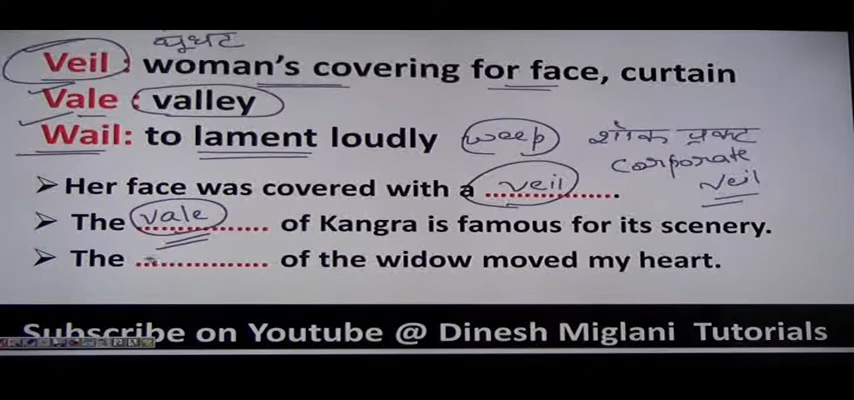 घूघट
Veil : woman's covering for face, curtain
Vale : valley
Wail: to lament loudly weep शोक प्रकट
corporate
veil
➢ Her face was covered with a ...veil.......
➢ The .vale......... of Kangra is famous for its scenery.
➢ The ................ of the widow moved my heart.
Subscribe on Youtube @ Dinesh Miglani Tutorials